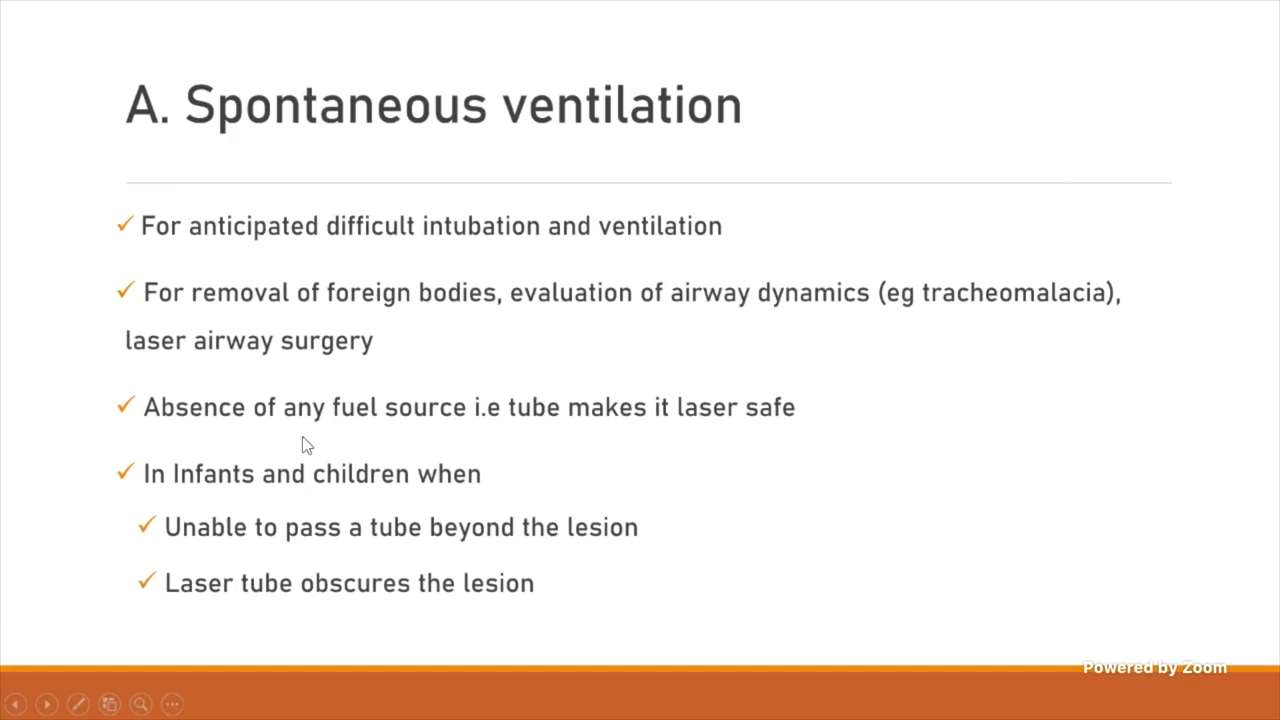 A. Spontaneous ventilation
✓ For anticipated difficult intubation and ventilation
✓ For removal of foreign bodies, evaluation of airway dynamics (eg tracheomalacia),
laser airway surgery
✓ Absence of any fuel source i.e tube makes it laser safe
✓ In Infants and children when
✓ Unable to pass a tube beyond the lesion
✓ Laser tube obscures the lesion
Powered by Zoom